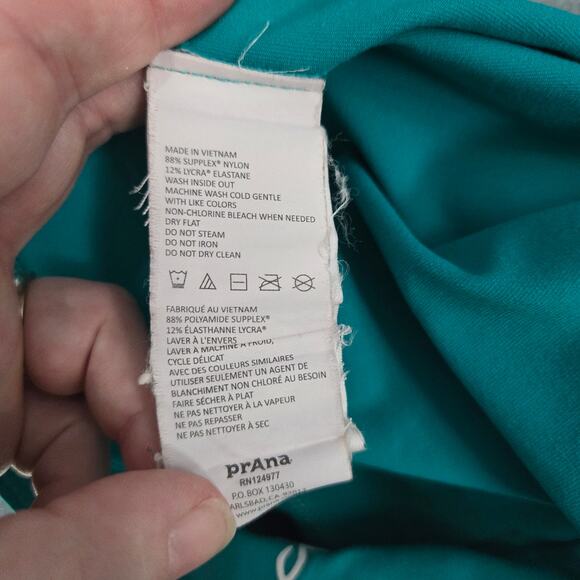 MADE IN VIETNAM
88% SUPPLEX® NYLON
12% LYCRA® ELASTANE
WASH INSIDE OUT
MACHINE WASH COLD GENTLE
WITH LIKE COLORS
NON-CHLORINE BLEACH WHEN NEEDED
DRY FLAT
DO NOT STEAM
DO NOT IRON
DO NOT DRY CLEAN
FABRIQUÉ AU VIETNAM
88% POLYAMIDE SUPPLEX®
12% ÉLASTHANNE LYCRA®
LAVER À L'ENVERS
LAVER À MACHINE À FROID,
CYCLE DÉLICAT
AVEC DES COULEURS SIMILAIRES
UTILISER SEULEMENT UN AGENT DE
BLANCHIMENT NON CHLORÉ AU BESOIN
FAIRE SÉCHER À PLAT
NE PAS NETTOYER À LA VAPEUR
NE PAS REPASSER
NE PAS NETTOYER À SEC
prAna
RN124977
P.O. BOX 130430
ARLSBAD, CA
www.prana